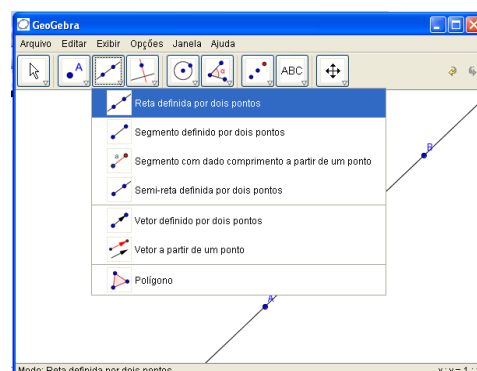 GeoGebra
Arquivo Editar Exibir Opções Janela Ajuda
A
ABC
Reta definida por dois pontos
Segmento definido por dois pontos
a
Segmento com dado comprimento a partir de um ponto
Semi-reta definida por dois pontos
Vetor definido por dois pontos
Vetor a partir de um ponto
Polígono
B
A
Modo: Reta definida por dois pontos
x : y = 1 :